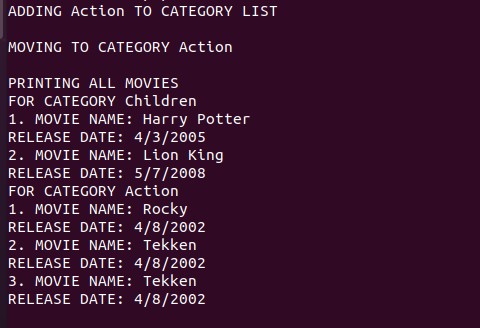 ADDING Action TO CATEGORY LIST
MOVING TO CATEGORY Action
PRINTING ALL MOVIES
FOR CATEGORY Children
1. MOVIE NAME: Harry Potter
RELEASE DATE: 4/3/2005
2. MOVIE NAME: Lion King
RELEASE DATE: 5/7/2008
FOR CATEGORY Action
1. MOVIE NAME: Rocky
RELEASE DATE: 4/8/2002
2. MOVIE NAME: Tekken
RELEASE DATE: 4/8/2002
3. MOVIE NAME: Tekken
RELEASE DATE: 4/8/2002